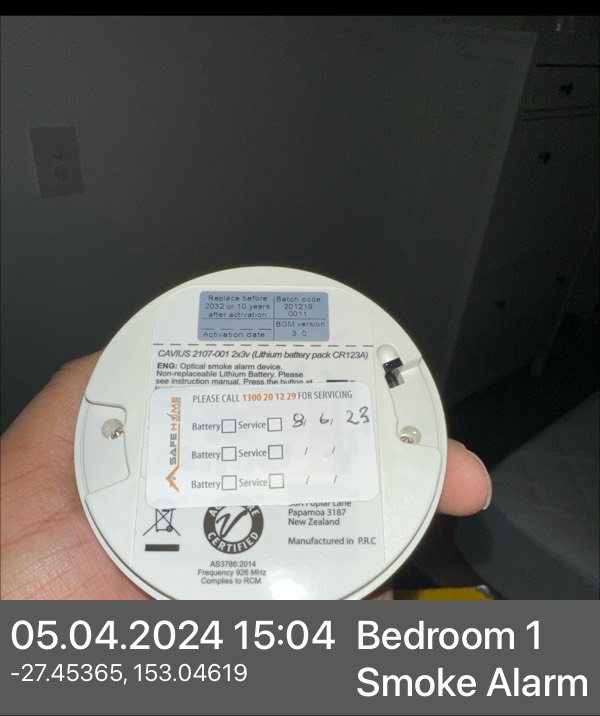 Replace before
2032 or 10 years
after activation
Activation date
Batch code
201219
0011
BOM version
3 0
CAVIUS 2107-001 2x3v (Lithium battery pack CR123A)
ENG: Optical smoke alarm device.
Non-replaceable Lithium Battery. Please
see instruction manual. Press the button at
SAFE HOME
PLEASE CALL 1300 20 12 29 FOR SERVICING
Battery Service 8, 6, 23
Battery Service / /
Battery Service / /
CERTIFIED
Poplar Lane
Papamoa 3187
New Zealand
Manufactured in P.R.C
AS3786:2014
Frequency 926 MHz
Complies to RCM
05.04.2024 15:04
-27.45365, 153.04619
Bedroom 1
Smoke Alarm